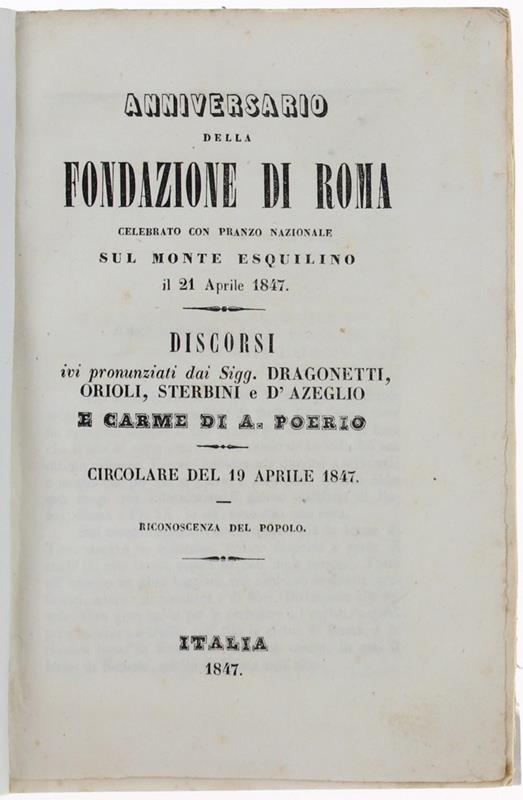 ANNIVERSARIO
DELLA
FONDAZIONE DI ROMA
CELEBRATO CON PRANZO NAZIONALE
SUL MONTE ESQUILINO
il 21 Aprile 1847.
DISCORSI
ivi pronunziati dai Sigg. DRAGONETTI,
ORIOLI, STERBINI e D'AZEGLIO
E CARME DI A. POERIO
CIRCOLARE DEL 19 APRILE 1847.
RICONOSCENZA DEL POPOLO.
ITALIA
1847.